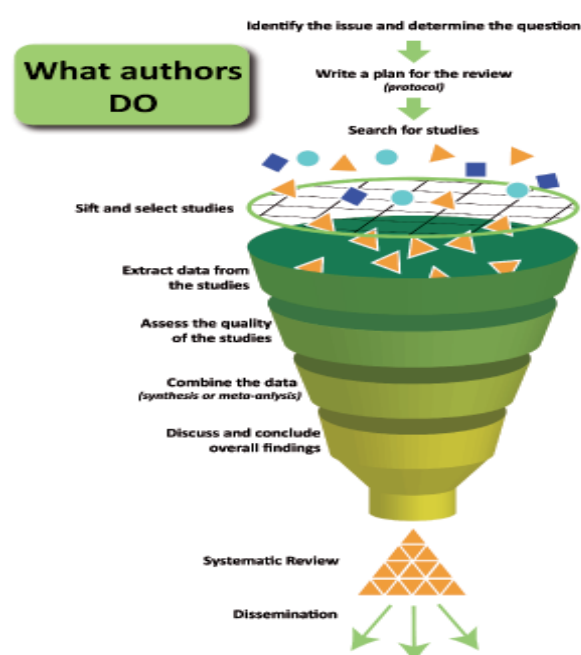 Identify the issue and determine the question
What authors
DO
Write a plan for the review
(protocol)
Search for studies
Sift and select studies
Extract data from
the studies
Assess the quality
of the studies
Combine the data
(synthesis or meta-anlysis)
Discuss and conclude
overall findings
Systematic Review
Dissemination